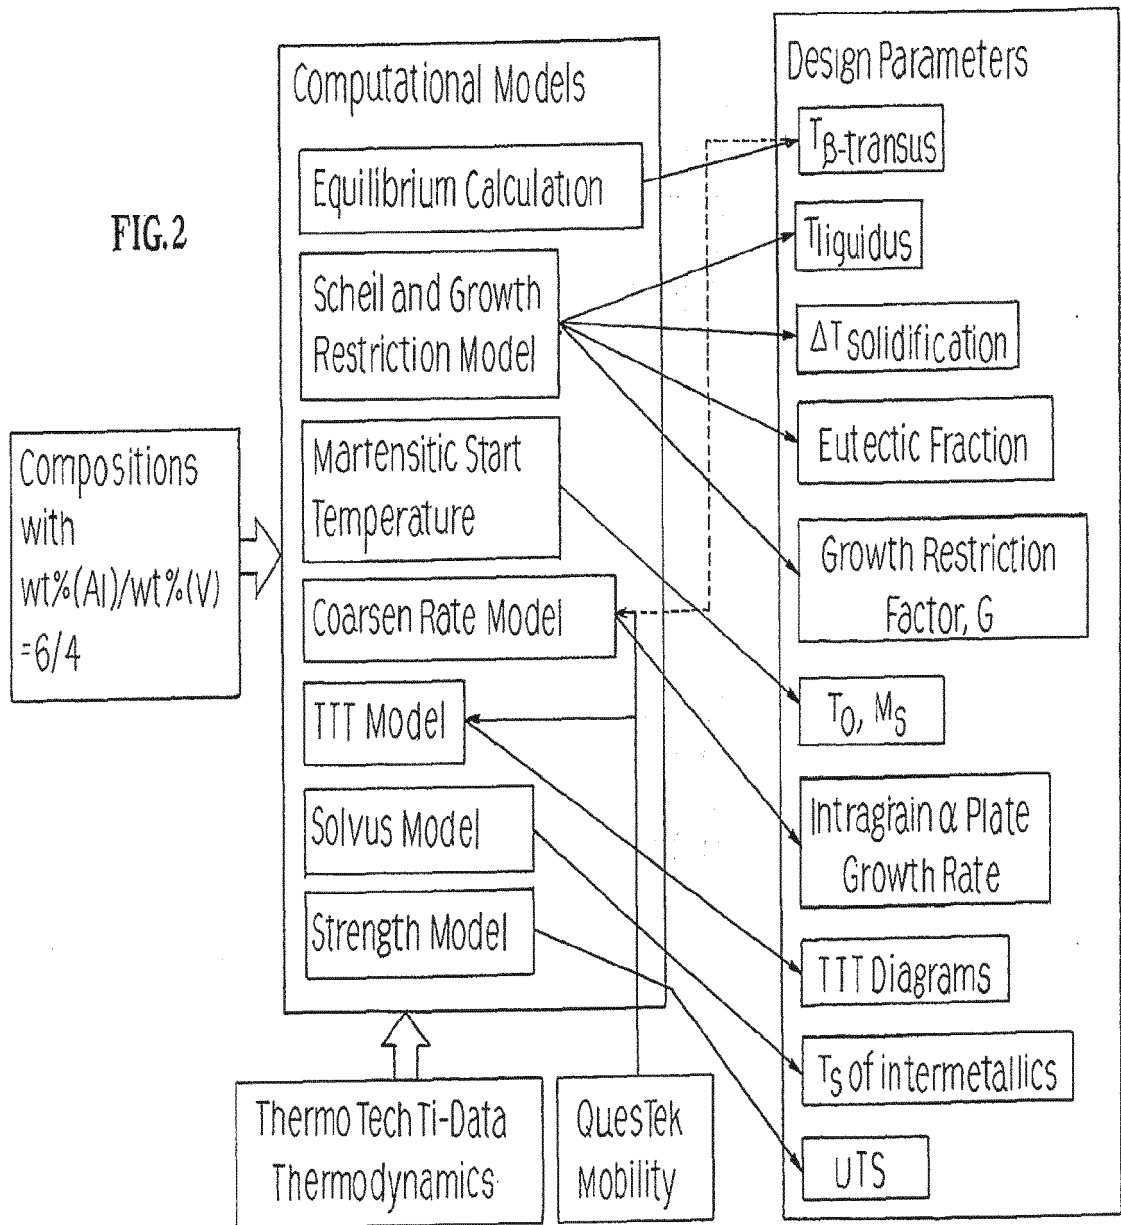 FIG.2
Compositions
with
wt%(Al)/wt%(V)
=6/4
Computational Models
Equilibrium Calculation
Scheil and Growth
Restriction Model
Martensitic Start
Temperature
Coarsen Rate Model
TTT Model
Solvus Model
Strength Model
Thermo Tech Ti-Data
Thermodynamics
QuesTek
Mobility
Design Parameters
Tβ-transus
Tliquidus
ΔTsolidification
Eutectic Fraction
Growth Restriction
Factor, G
T0, MS
Intragrain α Plate
Growth Rate
TTT Diagrams
TS of intermetallics
UTS